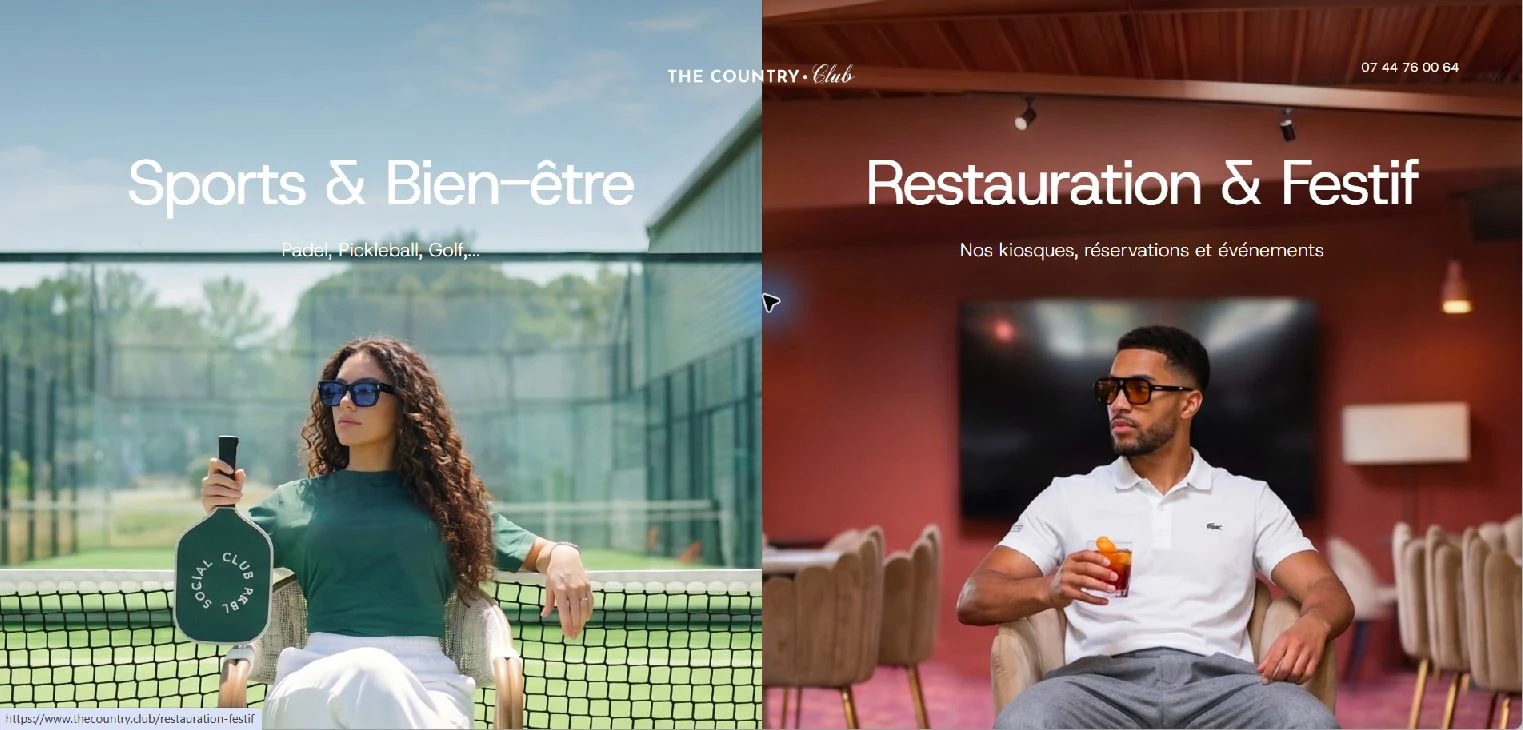 THE COUNTRY• Club
07 44 76 00 64
Sports & Bien-être
Padel, Pickleball, Golf,...
Restauration & Festif
Nos kiosques, réservations et événements
SOCIAL CLUB PKBL
https://www.thecountry.club/restauration-festif